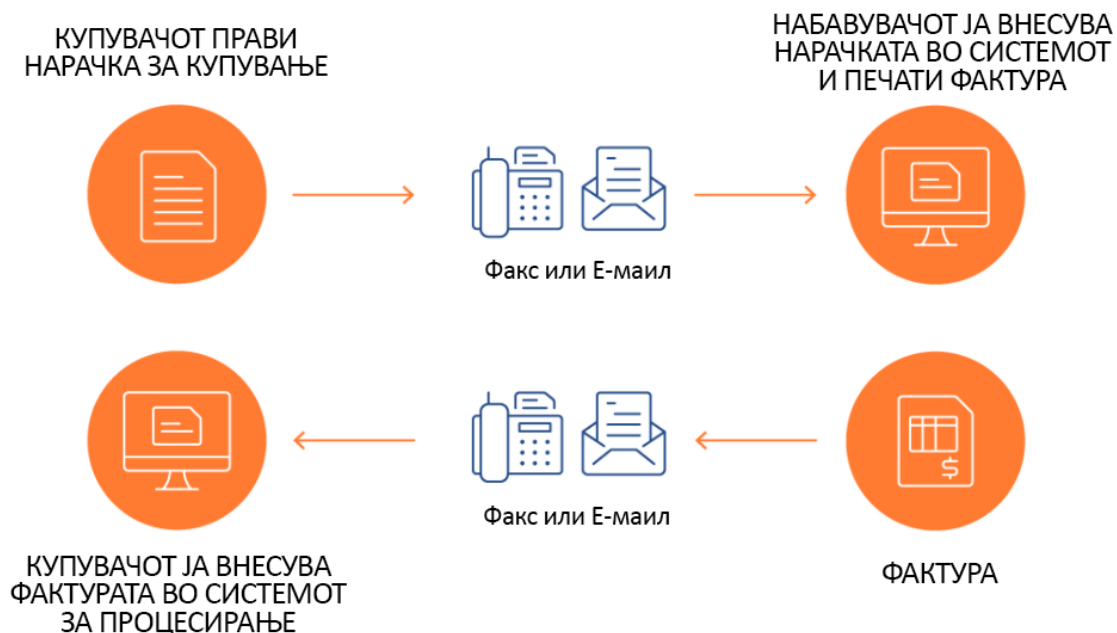 КУПУВАЧОТ ПРАВИ
НАРАЧКА ЗА КУПУВАЊЕ
НАБАВУВАЧОТ ЈА ВНЕСУВА
НАРАЧКАТА ВО СИСТЕМОТ
И ПЕЧАТИ ФАКТУРА
Факс или Е-маил
Факс или Е-маил
$
КУПУВАЧОТ ЈА ВНЕСУВА
ФАКТУРАТА ВО СИСТЕМОТ
ЗА ПРОЦЕСИРАЊЕ
ФАКТУРА